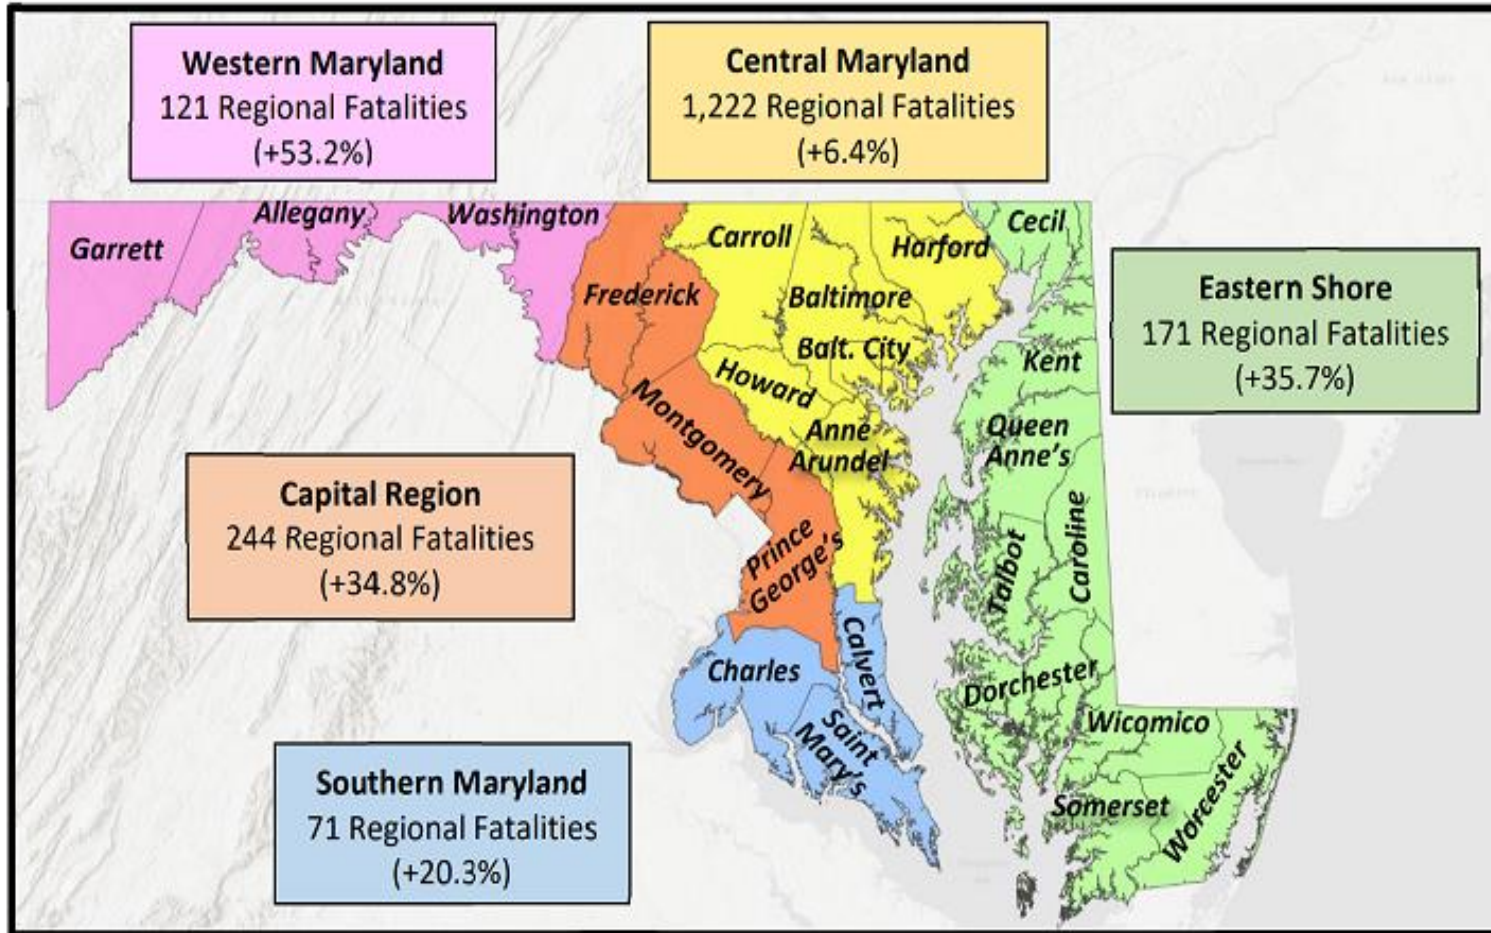 Western Maryland
121 Regional Fatalities
(+53.2%)
Central Maryland
1,222 Regional Fatalities
(+6.4%)
Eastern Shore
171 Regional Fatalities
(+35.7%)
Capital Region
244 Regional Fatalities
(+34.8%)
Southern Maryland
71 Regional Fatalities
(+20.3%)
Garrett
Allegany
Washington
Frederick
Carroll
Baltimore
Harford
Cecil
Balt. City
Howard
Kent
Montgomery
Anne
Arundel
Queen
Anne's
Prince
George's
Talbot
Caroline
Charles
Calvert
Saint
Mary's
Dorchester
Wicomico
Somerset
Worcester